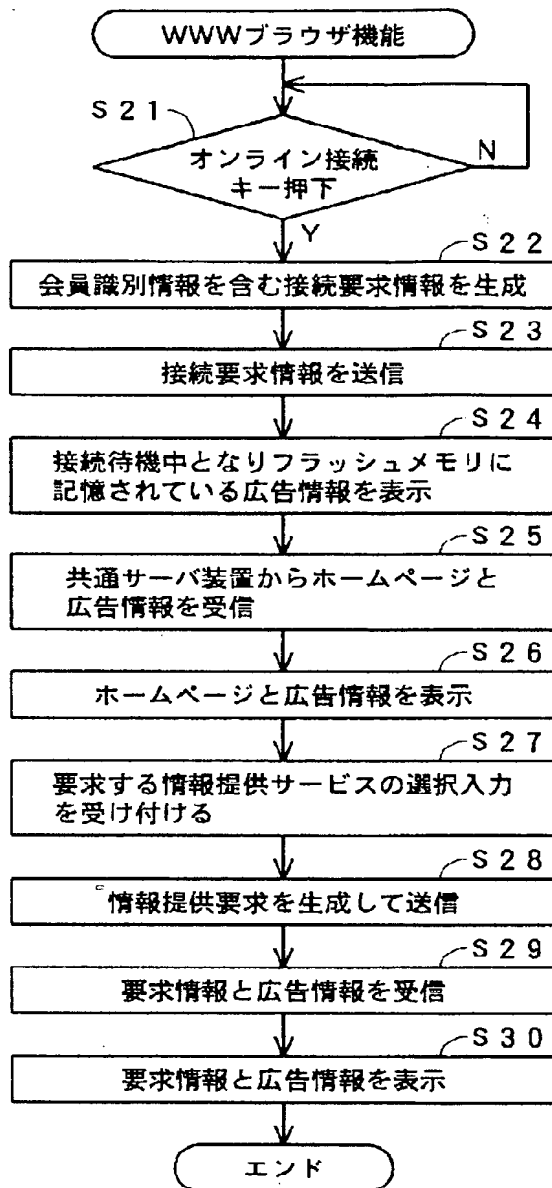 WWWブラウザ機能
S21
オンライン接続
キー押下
N
Y
S22
会員識別情報を含む接続要求情報を生成
S23
接続要求情報を送信
S24
接続待機中となりフラッシュメモリに
記憶されている広告情報を表示
S25
共通サーバ装置からホームページと
広告情報を受信
S26
ホームページと広告情報を表示
S27
要求する情報提供サービスの選択入力
を受け付ける
S28
情報提供要求を生成して送信
S29
要求情報と広告情報を受信
S30
要求情報と広告情報を表示
エンド